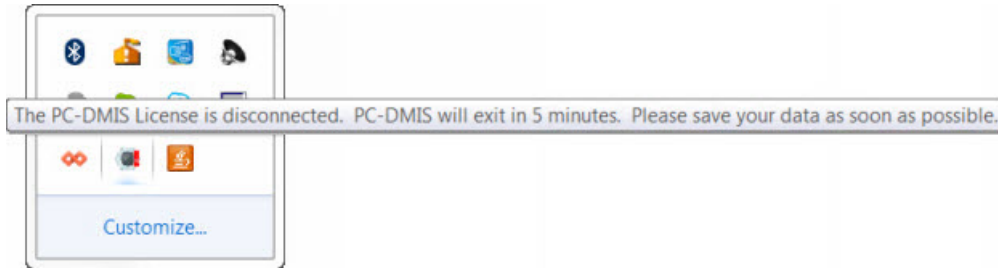 The PC-DMIS License is disconnected.  PC-DMIS will exit in 5 minutes.  Please save your data as soon as possible.
Customize...